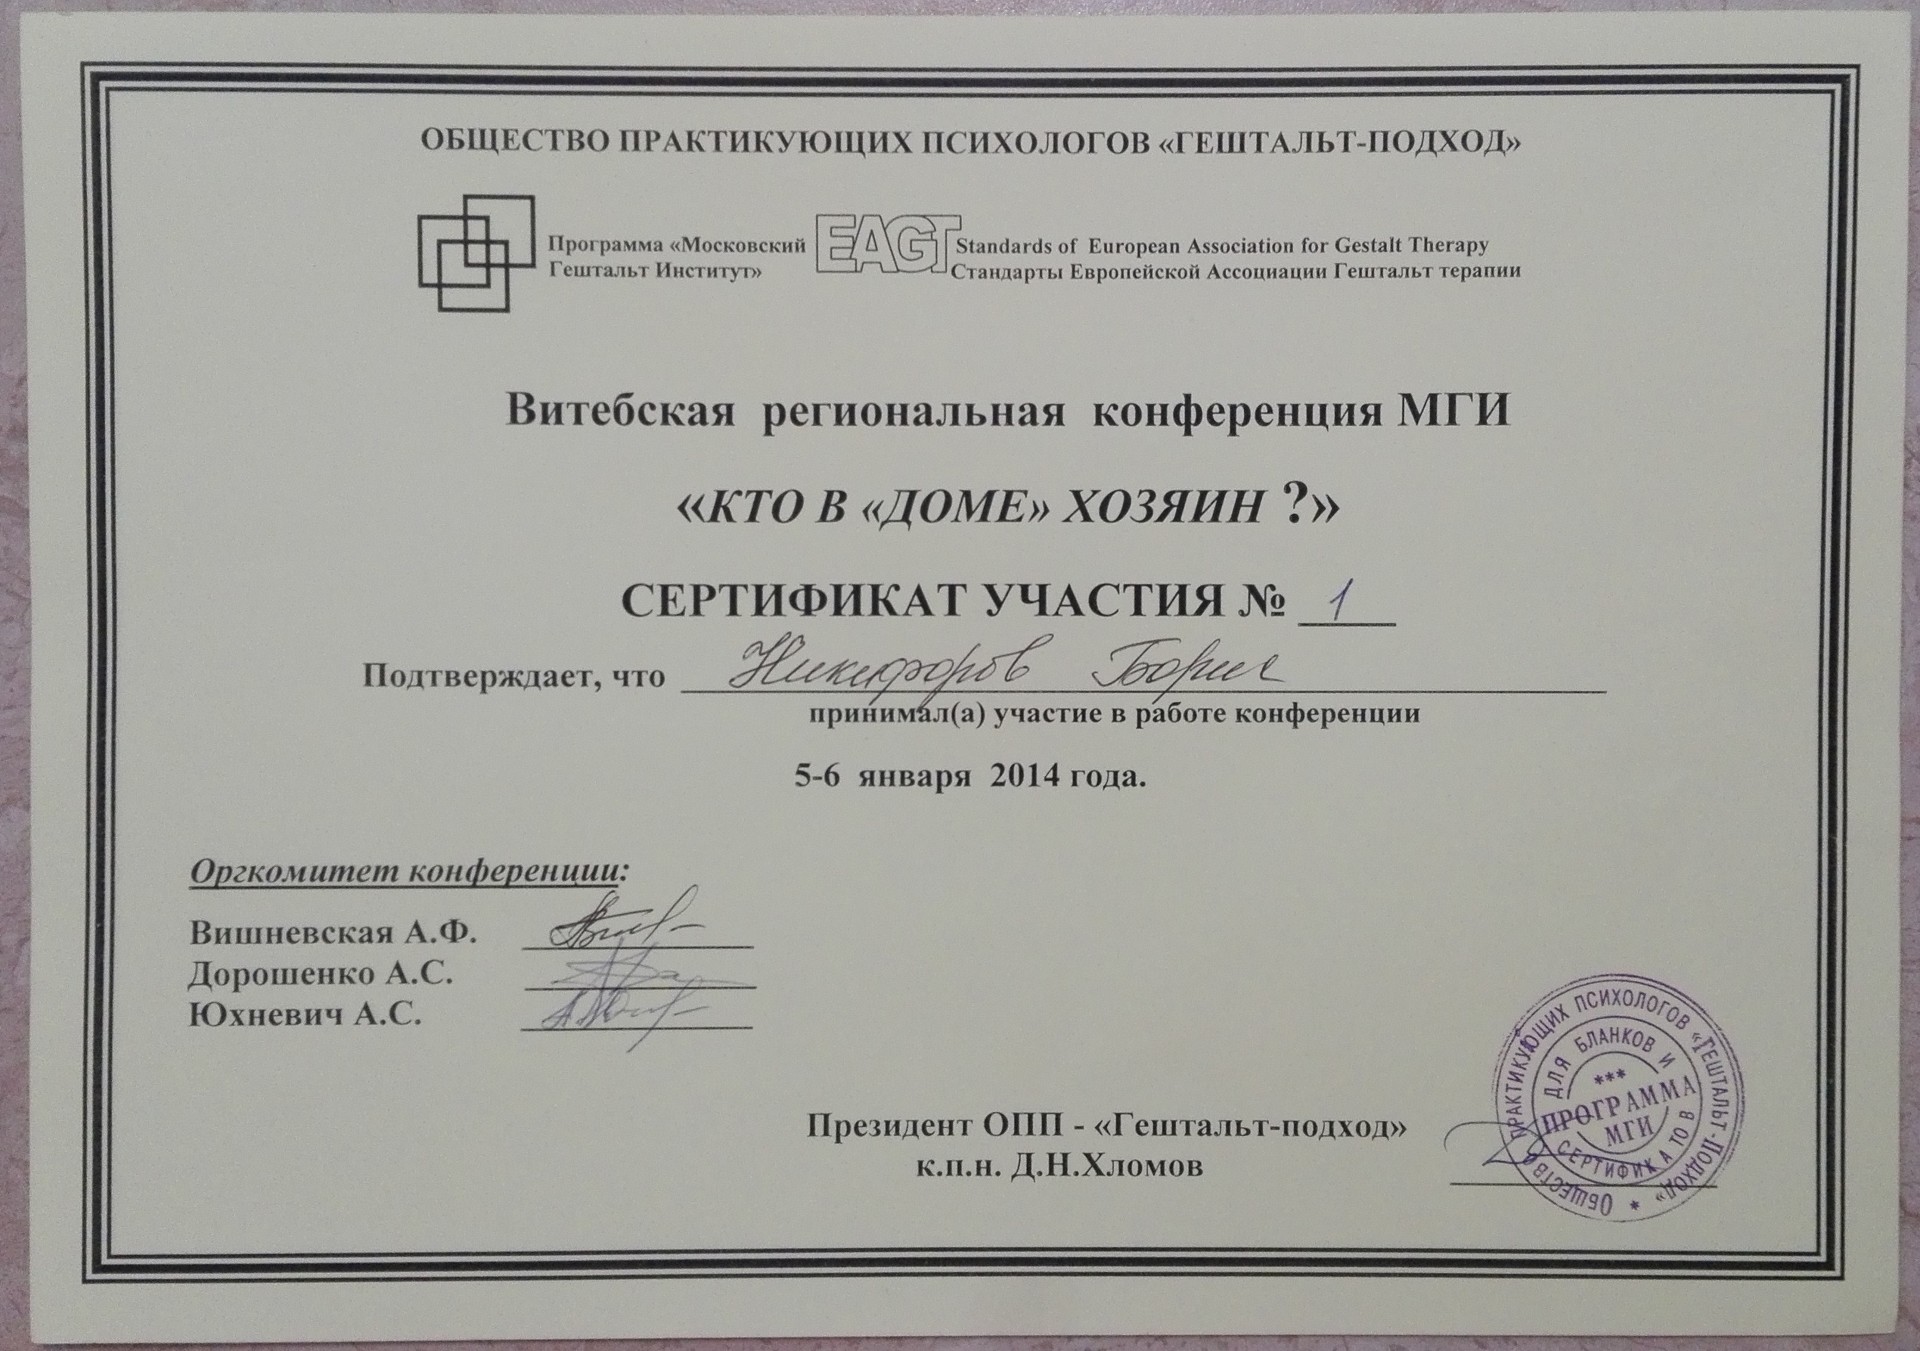 ОБЩЕСТВО ПРАКТИКУЮЩИХ ПСИХОЛОГОВ «ГЕШТАЛЬТ-ПОДХОД»
Программа «Московский
Гештальт Институт»
EAGT
Standards of European Association for Gestalt Therapy
Стандарты Европейской Ассоциации Гештальт терапии
Витебская региональная конференция МГИ
«КТО В «ДОМЕ» ХОЗЯИН ?»
СЕРТИФИКАТ УЧАСТИЯ № 1
Подтверждает, что Никифоров Борис
принимал(а) участие в работе конференции
5-6 января 2014 года.
Оргкомитет конференции:
Вишневская А.Ф.
Дорошенко А.С.
Юхневич А.С.
Президент ОПП - «Гештальт-подход»
к.п.н. Д.Н.Хломов
ОБЩЕСТВО ПРАКТИКУЮЩИХ ПСИХОЛОГОВ «ГЕШТАЛЬТ-ПОДХОД» *
ДЛЯ БЛАНКОВ И СЕРТИФИКАТОВ
***
ПРОГРАММА
МГИ